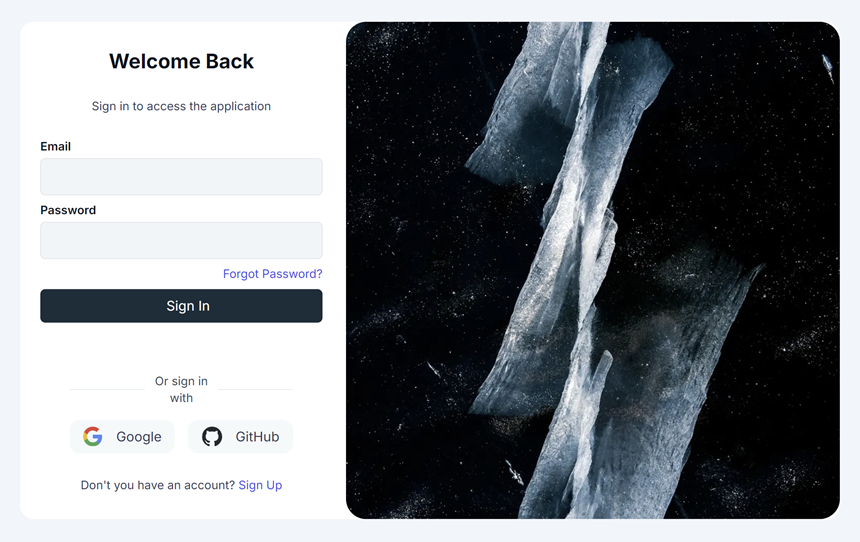 Welcome Back
Sign in to access the application
Email
Password
Forgot Password?
Sign In
Or sign in
with
Google
GitHub
Don't you have an account? Sign Up